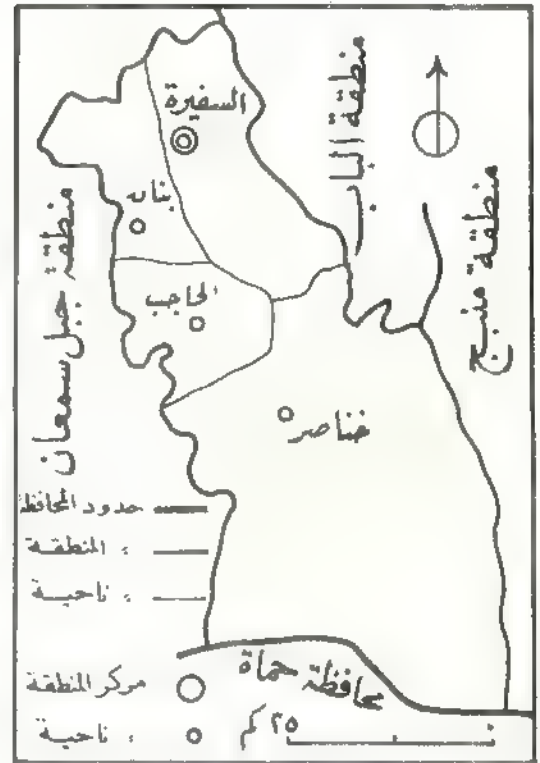 السفيرة
منطقة الباب
منطقة منبج
بنان
الحاجب
منطقة جبل سمعان
خناصر
حدود المحافظة
" المنطقة
" ناحية
محافظة حماة
مركز المنطقة
" ناحية
٢٥ كم